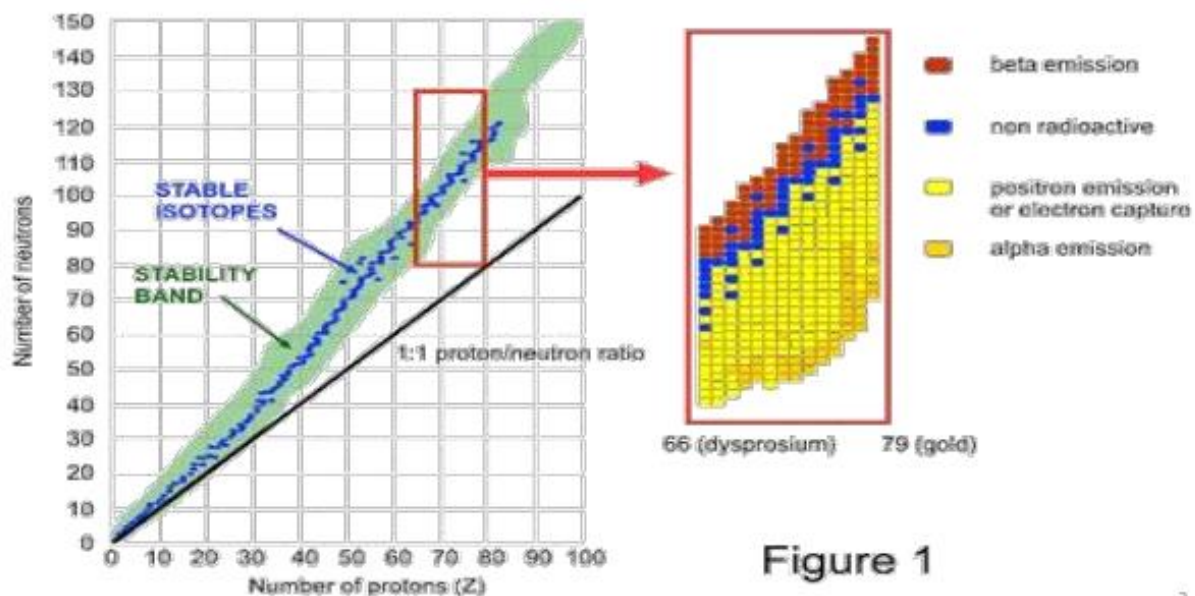 150
140
130
120
110
100
90
80
70
60
50
40
30
20
10
0
Number of neutrons
STABLE
ISOTOPES
STABILITY
BAND
1:1 proton/neutron ratio
0 10 20 30 40 50 60 70 80 90 100
Number of protons (Z)
beta emission
non radioactive
positron emission
or electron capture
alpha emission
66 (dysprosium) 79 (gold)
Figure 1